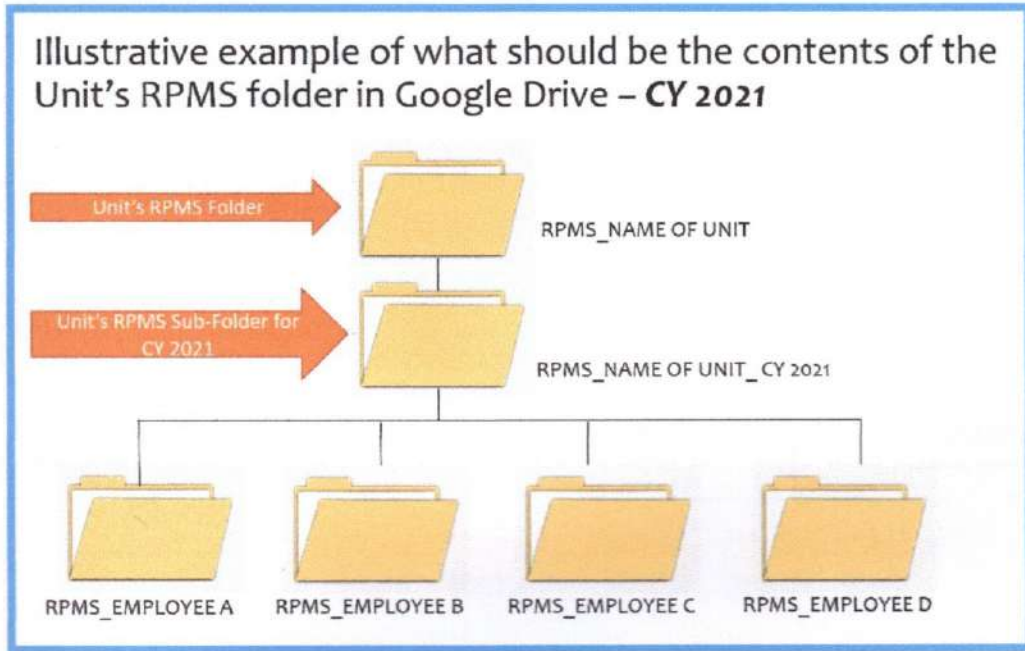 Illustrative example of what should be the contents of the
Unit's RPMS folder in Google Drive – CY 2021
Unit's RPMS Folder
RPMS_NAME OF UNIT
Unit's RPMS Sub-Folder for
CY 2021
RPMS_NAME OF UNIT_ CY 2021
RPMS_EMPLOYEE A
RPMS_EMPLOYEE B
RPMS_EMPLOYEE C
RPMS_EMPLOYEE D